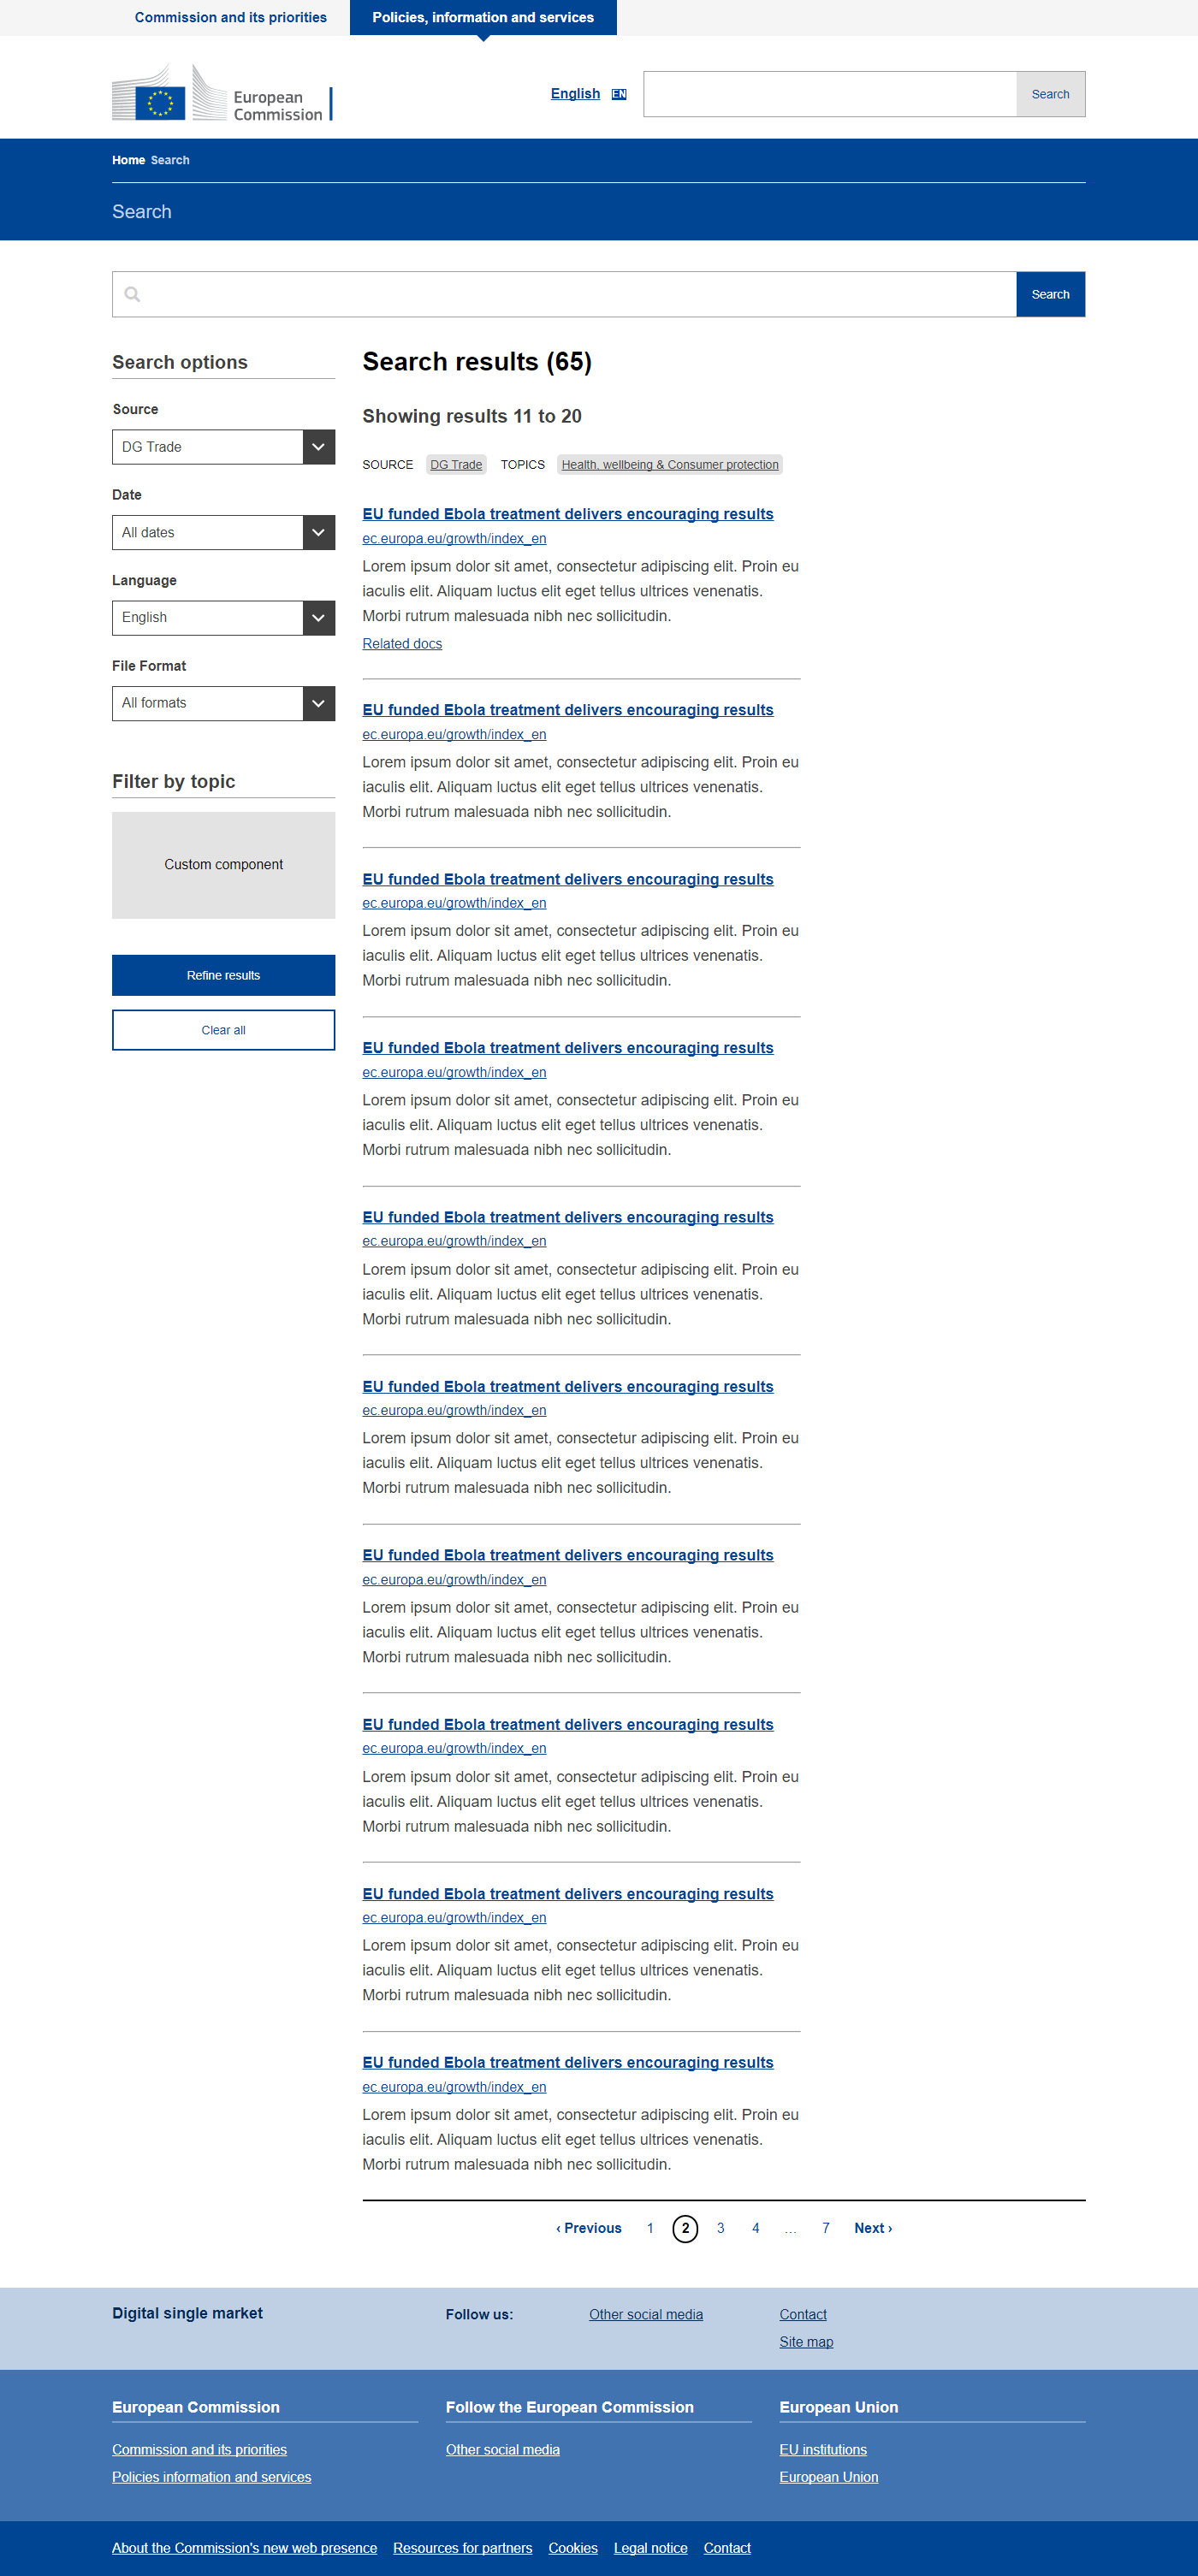 Commission and its priorities
Policies, information and services
European
Commission
English EN
Search
Home Search
Search
Search
Search options
Source
DG Trade
Date
All dates
Language
English
File Format
All formats
Filter by topic
Custom component
Refine results
Clear all
Search results (65)
Showing results 11 to 20
SOURCE DG Trade TOPICS Health, wellbeing & Consumer protection
EU funded Ebola treatment delivers encouraging results
ec.europa.eu/growth/index_en
Lorem ipsum dolor sit amet, consectetur adipiscing elit. Proin eu
iaculis elit. Aliquam luctus elit eget tellus ultrices venenatis.
Morbi rutrum malesuada nibh nec sollicitudin.
Related docs
EU funded Ebola treatment delivers encouraging results
ec.europa.eu/growth/index_en
Lorem ipsum dolor sit amet, consectetur adipiscing elit. Proin eu
iaculis elit. Aliquam luctus elit eget tellus ultrices venenatis.
Morbi rutrum malesuada nibh nec sollicitudin.
EU funded Ebola treatment delivers encouraging results
ec.europa.eu/growth/index_en
Lorem ipsum dolor sit amet, consectetur adipiscing elit. Proin eu
iaculis elit. Aliquam luctus elit eget tellus ultrices venenatis.
Morbi rutrum malesuada nibh nec sollicitudin.
EU funded Ebola treatment delivers encouraging results
ec.europa.eu/growth/index_en
Lorem ipsum dolor sit amet, consectetur adipiscing elit. Proin eu
iaculis elit. Aliquam luctus elit eget tellus ultrices venenatis.
Morbi rutrum malesuada nibh nec sollicitudin.
EU funded Ebola treatment delivers encouraging results
ec.europa.eu/growth/index_en
Lorem ipsum dolor sit amet, consectetur adipiscing elit. Proin eu
iaculis elit. Aliquam luctus elit eget tellus ultrices venenatis.
Morbi rutrum malesuada nibh nec sollicitudin.
EU funded Ebola treatment delivers encouraging results
ec.europa.eu/growth/index_en
Lorem ipsum dolor sit amet, consectetur adipiscing elit. Proin eu
iaculis elit. Aliquam luctus elit eget tellus ultrices venenatis.
Morbi rutrum malesuada nibh nec sollicitudin.
EU funded Ebola treatment delivers encouraging results
ec.europa.eu/growth/index_en
Lorem ipsum dolor sit amet, consectetur adipiscing elit. Proin eu
iaculis elit. Aliquam luctus elit eget tellus ultrices venenatis.
Morbi rutrum malesuada nibh nec sollicitudin.
EU funded Ebola treatment delivers encouraging results
ec.europa.eu/growth/index_en
Lorem ipsum dolor sit amet, consectetur adipiscing elit. Proin eu
iaculis elit. Aliquam luctus elit eget tellus ultrices venenatis.
Morbi rutrum malesuada nibh nec sollicitudin.
EU funded Ebola treatment delivers encouraging results
ec.europa.eu/growth/index_en
Lorem ipsum dolor sit amet, consectetur adipiscing elit. Proin eu
iaculis elit. Aliquam luctus elit eget tellus ultrices venenatis.
Morbi rutrum malesuada nibh nec sollicitudin.
EU funded Ebola treatment delivers encouraging results
ec.europa.eu/growth/index_en
Lorem ipsum dolor sit amet, consectetur adipiscing elit. Proin eu
iaculis elit. Aliquam luctus elit eget tellus ultrices venenatis.
Morbi rutrum malesuada nibh nec sollicitudin.
‹ Previous 1 2 3 4 ... 7 Next ›
Digital single market
Follow us:
Other social media
Contact
Site map
European Commission
Commission and its priorities
Policies information and services
Follow the European Commission
Other social media
European Union
EU institutions
European Union
About the Commission's new web presence Resources for partners Cookies Legal notice Contact